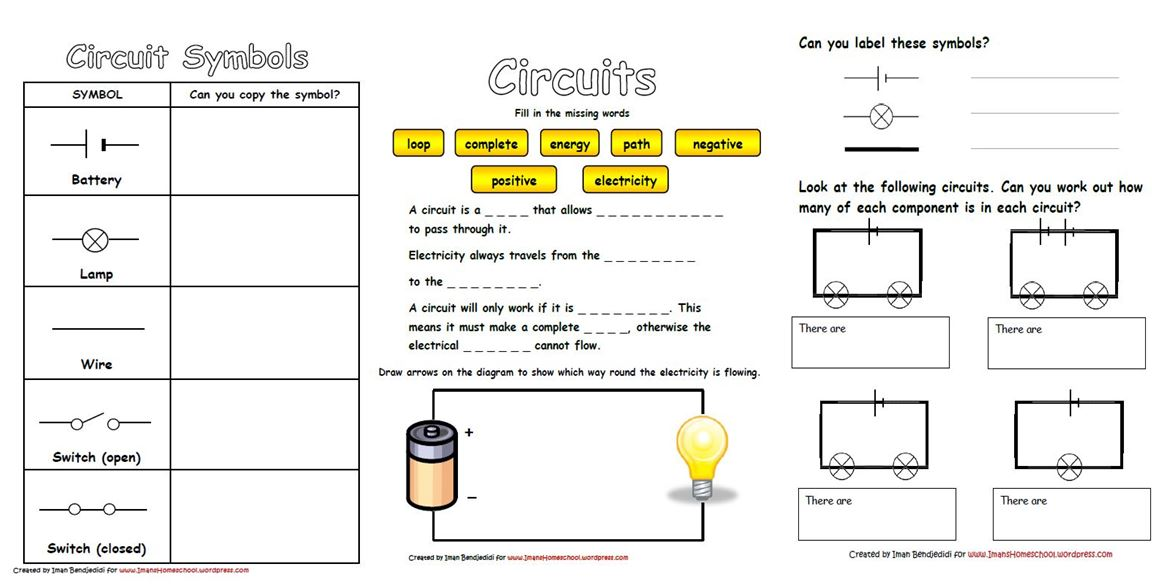 Circuit Symbols
SYMBOL
Can you copy the symbol?
Battery
Lamp
Wire
Switch (open)
Switch (closed)
Created by Iman Bendjedidi for www.ImansHomeschool.wordpress.com
Circuits
Fill in the missing words
loop complete energy path negative
positive electricity
A circuit is a _ _ _ _ that allows _ _ _ _ _ _ _ _ _ _ _
to pass through it.
Electricity always travels from the _ _ _ _ _ _ _ _
to the _ _ _ _ _ _ _ _.
A circuit will only work if it is _ _ _ _ _ _ _ _. This
means it must make a complete _ _ _ _, otherwise the
electrical _ _ _ _ _ _ cannot flow.
Draw arrows on the diagram to show which way round the electricity is flowing.
+
–
Created by Iman Bendjedidi for www.ImansHomeschool.wordpress.com
Can you label these symbols?
Look at the following circuits. Can you work out how
many of each component is in each circuit?
There are
There are
There are
There are
Created by Iman Bendjedidi for www.ImansHomeschool.wordpress.com